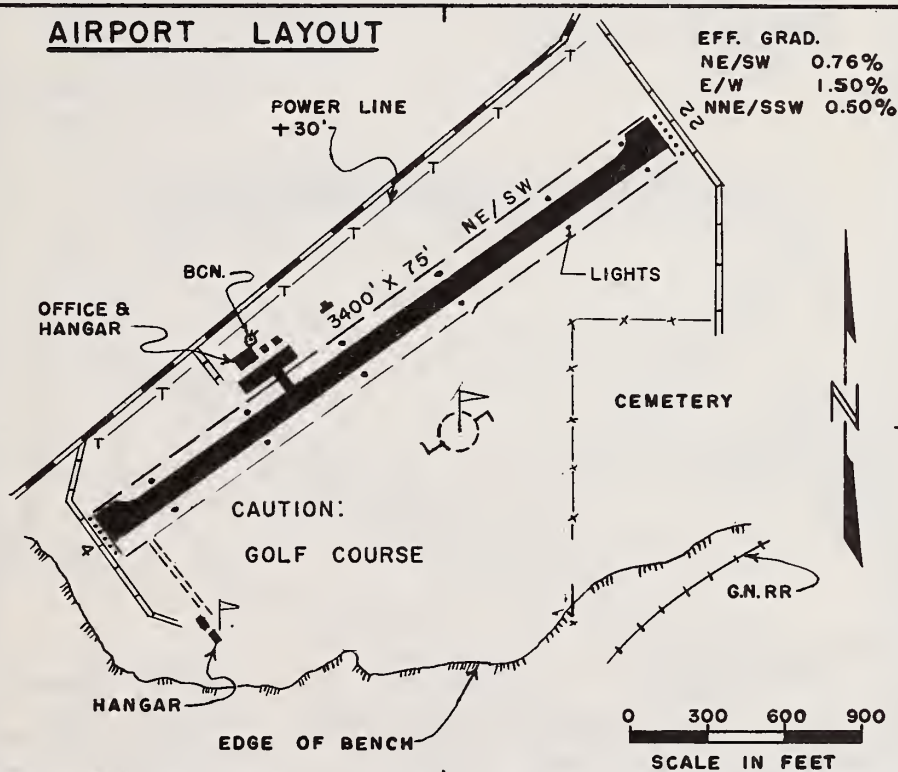 AIRPORT LAYOUT
EFF. GRAD.
NE/SW 0.76%
E/W 1.50%
NNE/SSW 0.50%
POWER LINE
+30'
22
T
T
T
T
T
T
T
T
NE/SW
3400' X 75'
BCN.
LIGHTS
OFFICE &
HANGAR
CEMETERY
N
CAUTION:
GOLF COURSE
4
G.N. RR
HANGAR
EDGE OF BENCH
0 300 600 900
SCALE IN FEET